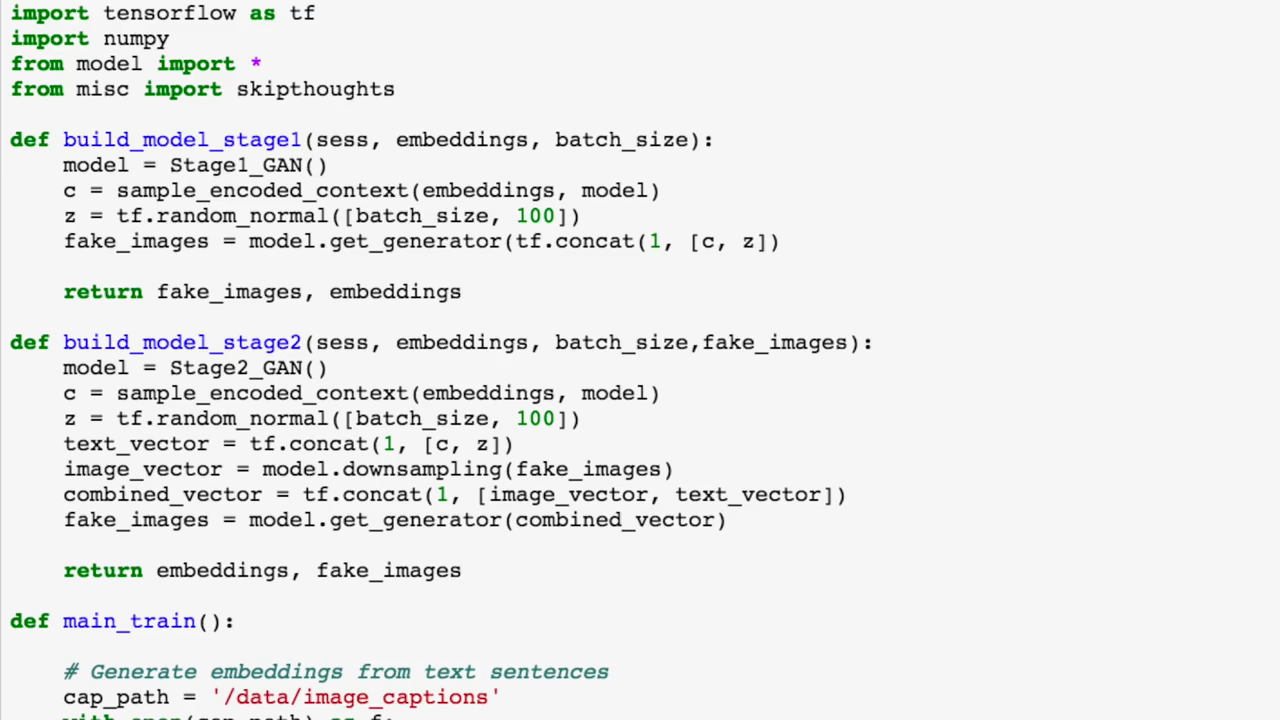 import tensorflow as tf
import numpy
from model import *
from misc import skipthoughts
def build_model_stage1(sess, embeddings, batch_size):
model = Stage1_GAN()
c = sample_encoded_context(embeddings, model)
z = tf.random_normal([batch_size, 100])
fake_images = model.get_generator(tf.concat(1, [c, z])
return fake_images, embeddings
def build_model_stage2(sess, embeddings, batch_size,fake_images):
model = Stage2_GAN()
c = sample_encoded_context(embeddings, model)
z = tf.random_normal([batch_size, 100])
text_vector = tf.concat(1, [c, z])
image_vector = model.downsampling(fake_images)
combined_vector = tf.concat(1, [image_vector, text_vector])
fake_images = model.get_generator(combined_vector)
return embeddings, fake_images
def main_train():
# Generate embeddings from text sentences
cap_path = '/data/image_captions'
with open(cap_path) as f: